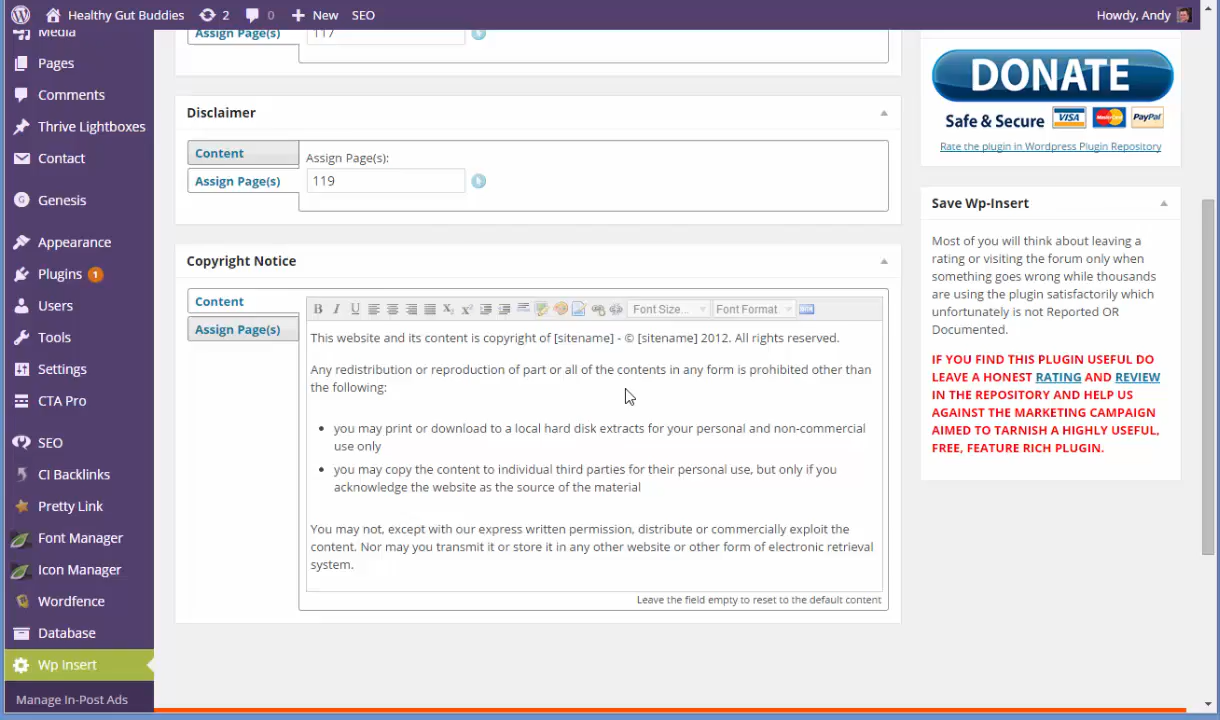 Healthy Gut Buddies 2 0 New SEO Howdy, Andy
Media
Pages
Comments
Thrive Lightboxes
Contact
Genesis
Appearance
Plugins 1
Users
Tools
Settings
CTA Pro
SEO
CI Backlinks
Pretty Link
Font Manager
Icon Manager
Wordfence
Database
Wp Insert
Manage In-Post Ads
Assign Page(s) 117
Disclaimer
Content
Assign Page(s)
Assign Page(s):
119
Copyright Notice
Content
Assign Page(s)
B I U Font Size... Font Format
This website and its content is copyright of [sitename] - © [sitename] 2012. All rights reserved.
Any redistribution or reproduction of part or all of the contents in any form is prohibited other than
the following:
you may print or download to a local hard disk extracts for your personal and non-commercial
use only
you may copy the content to individual third parties for their personal use, but only if you
acknowledge the website as the source of the material
You may not, except with our express written permission, distribute or commercially exploit the
content. Nor may you transmit it or store it in any other website or other form of electronic retrieval
system.
Leave the field empty to reset to the default content
DONATE
Safe & Secure VISA MasterCard PayPal
Rate the plugin in Wordpress Plugin Repository
Save Wp-Insert
Most of you will think about leaving a
rating or visiting the forum only when
something goes wrong while thousands
are using the plugin satisfactorily which
unfortunately is not Reported OR
Documented.
IF YOU FIND THIS PLUGIN USEFUL DO
LEAVE A HONEST RATING AND REVIEW
IN THE REPOSITORY AND HELP US
AGAINST THE MARKETING CAMPAIGN
AIMED TO TARNISH A HIGHLY USEFUL,
FREE, FEATURE RICH PLUGIN.